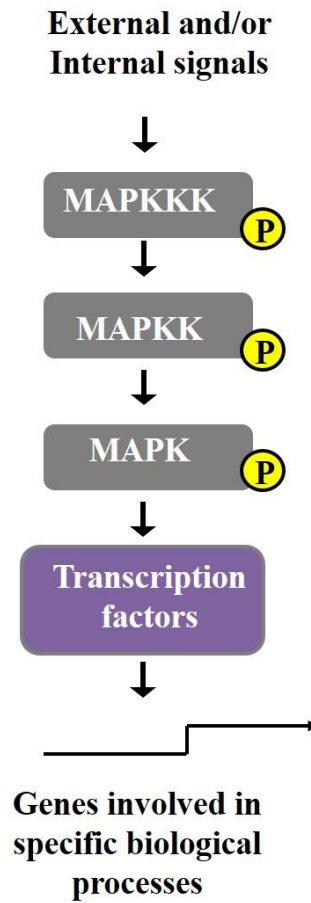 External and/or
Internal signals
MAPKKK
P
MAPKK
P
MAPK
P
Transcription
factors
Genes involved in
specific biological
processes